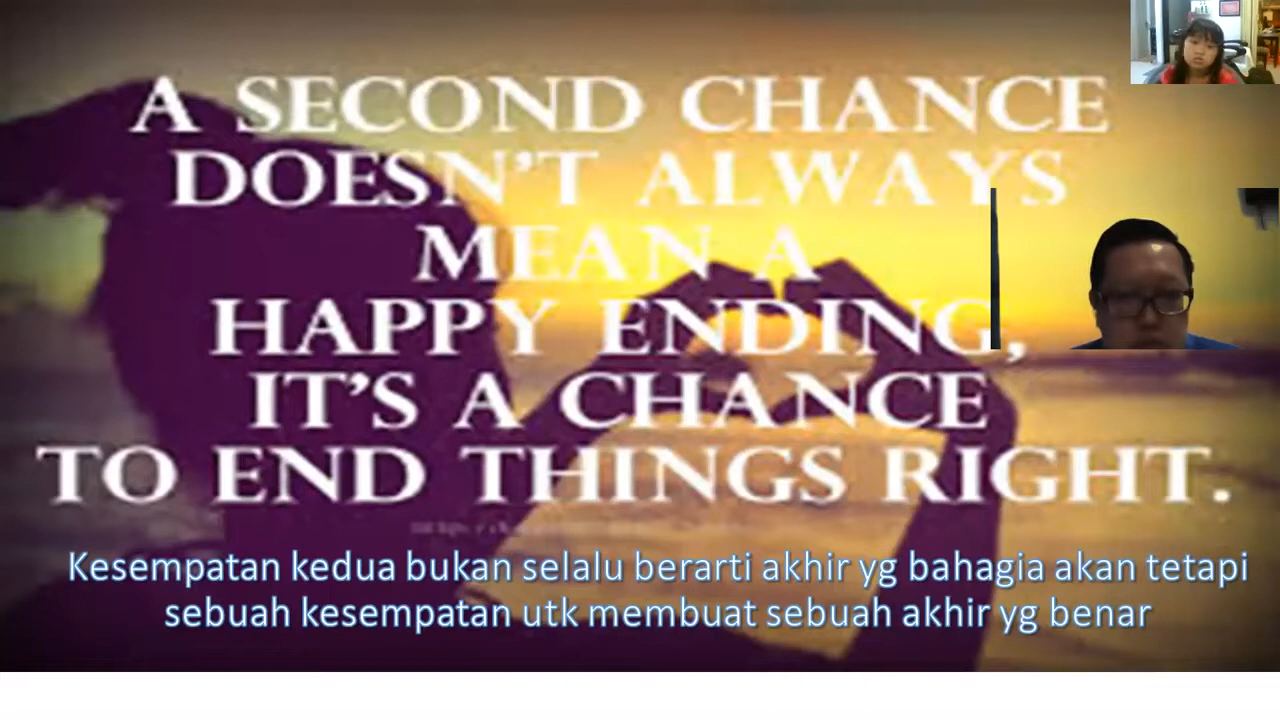 A SECOND CHANCE
DOESN'T ALWAYS
MEAN A
HAPPY ENDING,
IT'S A CHANCE
TO END THINGS RIGHT.
Kesempatan kedua bukan selalu berarti akhir yg bahagia akan tetapi
sebuah kesempatan utk membuat sebuah akhir yg benar